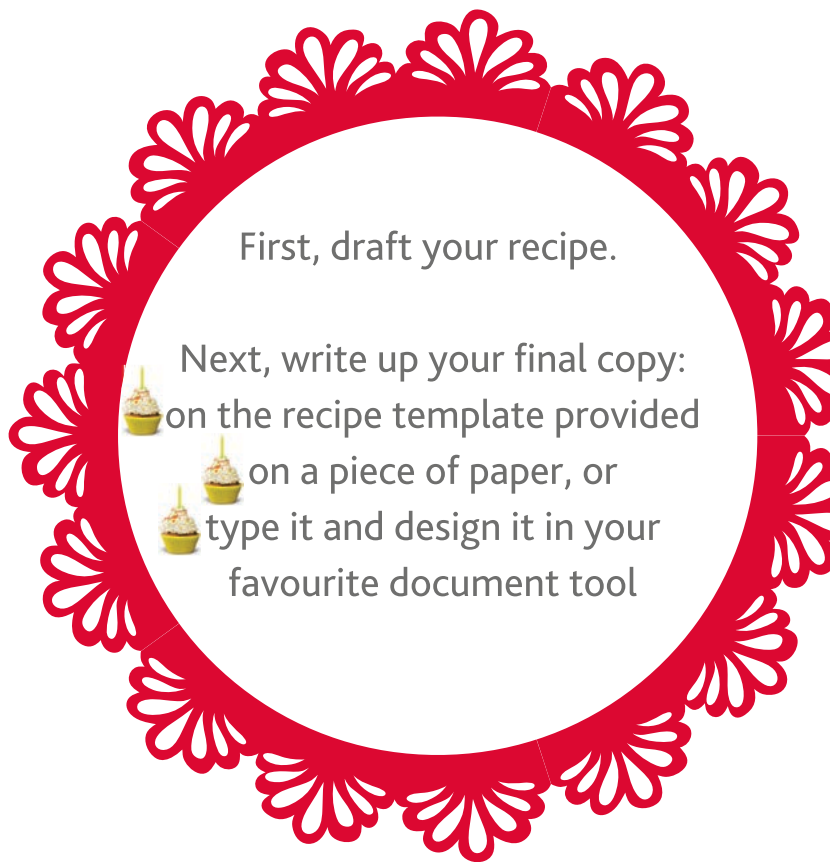 First, draft your recipe.
Next, write up your final copy:
on the recipe template provided
on a piece of paper, or
type it and design it in your
favourite document tool